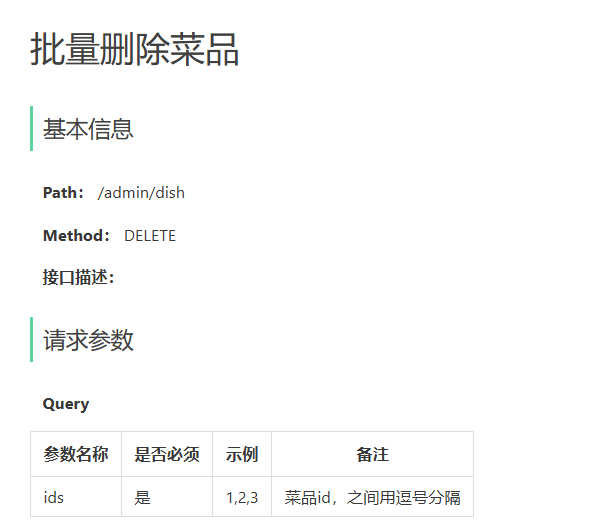 批量删除菜品
基本信息
Path： /admin/dish
Method： DELETE
接口描述：
请求参数
Query
参数名称 是否必须 示例 备注
ids 是 1,2,3 菜品id，之间用逗号分隔